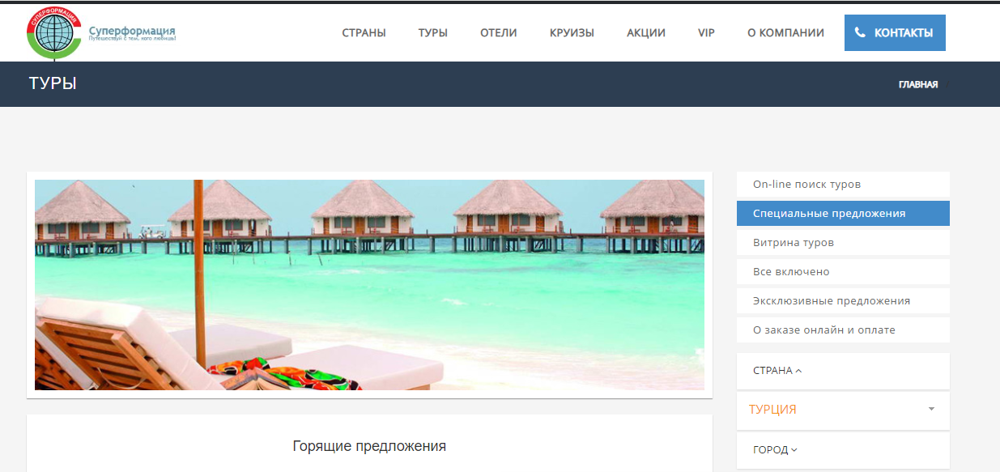 СУПЕРФОРМАЦИЯ
Суперформация
Путешествуй с тем, кого любишь!
СТРАНЫ
ТУРЫ
ОТЕЛИ
КРУИЗЫ
АКЦИИ
VIP
О КОМПАНИИ
КОНТАКТЫ
ТУРЫ
ГЛАВНАЯ
On-line поиск туров
Специальные предложения
Витрина туров
Все включено
Эксклюзивные предложения
О заказе онлайн и оплате
СТРАНА
ТУРЦИЯ
ГОРОД
Горящие предложения